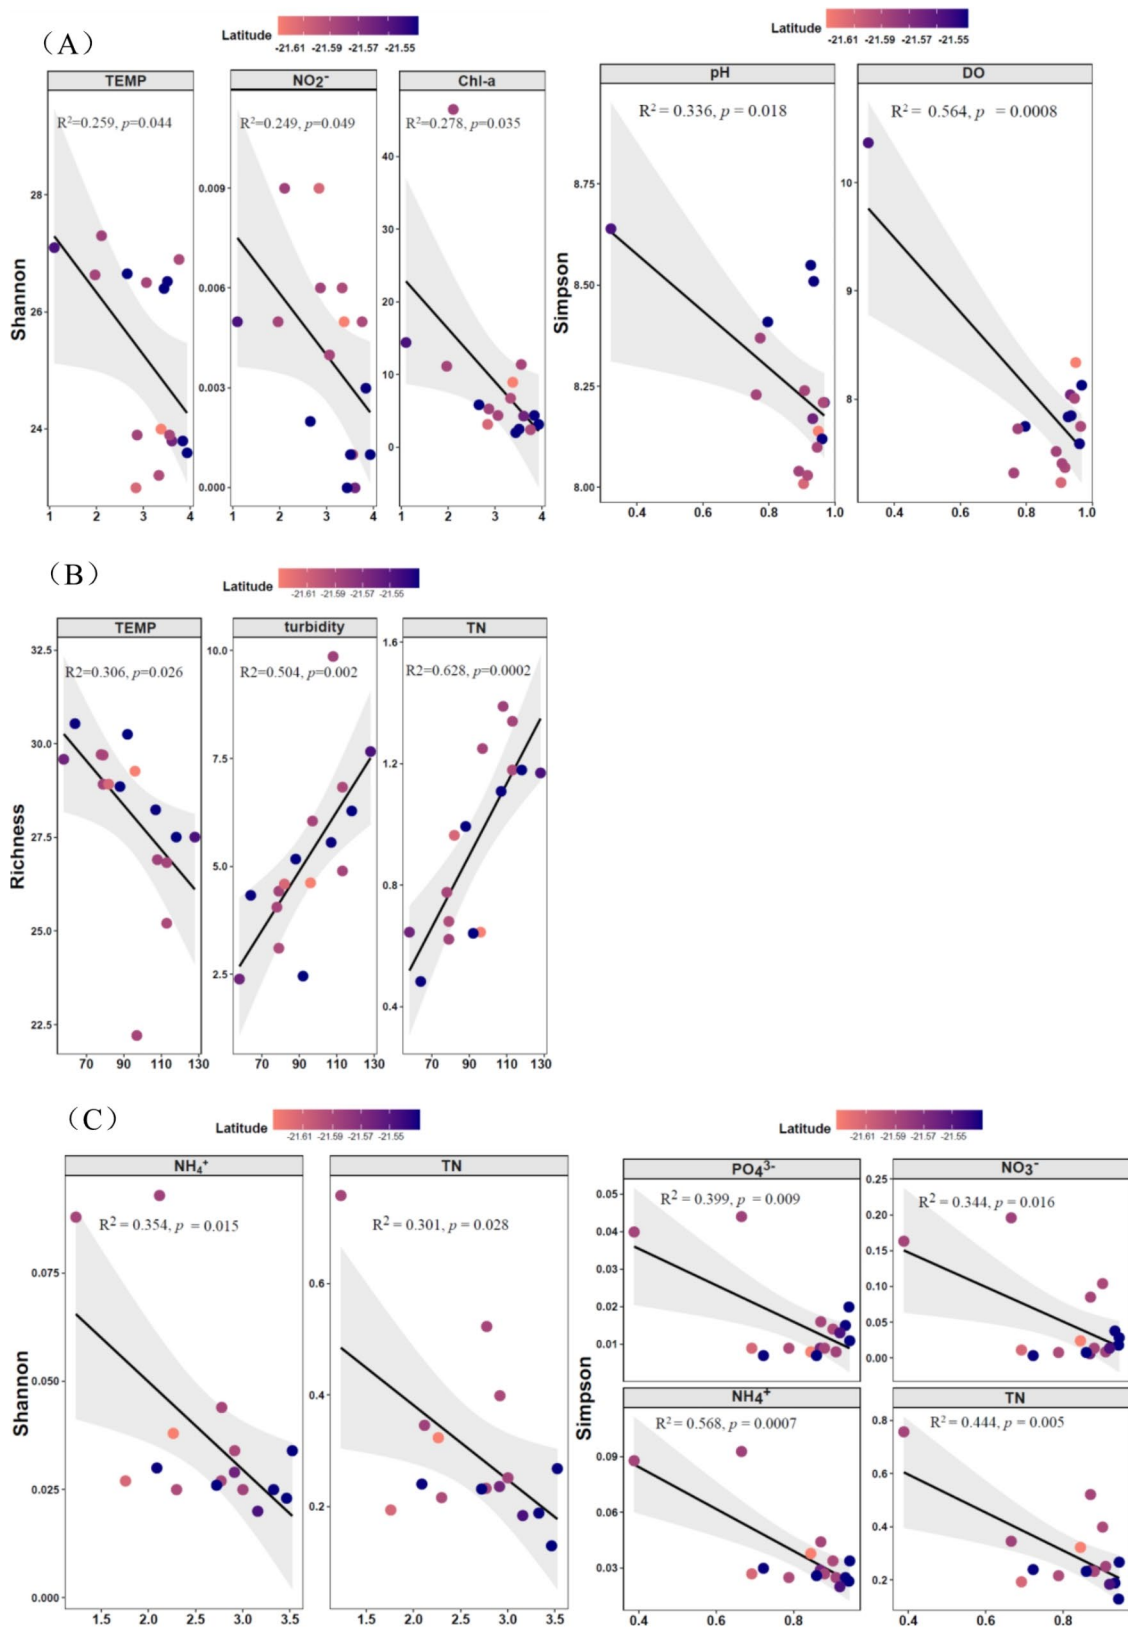 (A)
Latitude
-21.61 -21.59 -21.57 -21.55
Latitude
-21.61 -21.59 -21.57 -21.55
TEMP
NO2⁻
Chl-a
pH
DO
R²=0.259, p=0.044
R²=0.249, p=0.049
R²=0.278, p=0.035
R² = 0.336, p = 0.018
R² = 0.564, p = 0.0008
Shannon
28
26
24
0.009
0.006
0.003
0.000
40
30
20
10
0
Simpson
8.75
8.50
8.25
8.00
10
9
8
1 2 3 4
1 2 3 4
1 2 3 4
0.4 0.6 0.8 1.0
0.4 0.6 0.8 1.0
(B)
Latitude
-21.61 -21.59 -21.57 -21.55
TEMP
turbidity
TN
R2=0.306, p=0.026
R2=0.504, p=0.002
R2=0.628, p=0.0002
Richness
32.5
30.0
27.5
25.0
22.5
10.0
7.5
5.0
2.5
1.6
1.2
0.8
0.4
70 90 110 130
70 90 110 130
70 90 110 130
(C)
Latitude
-21.61 -21.59 -21.57 -21.55
Latitude
-21.61 -21.59 -21.57 -21.55
NH₄⁺
TN
R² = 0.354, p = 0.015
R² = 0.301, p = 0.028
Shannon
0.075
0.050
0.025
0.000
0.6
0.4
0.2
1.5 2.0 2.5 3.0 3.5
1.5 2.0 2.5 3.0 3.5
PO4³⁻
NO3⁻
R² = 0.399, p = 0.009
R² = 0.344, p = 0.016
0.05
0.04
0.03
0.02
0.01
0.25
0.20
0.15
0.10
0.05
0.00
Simpson
NH4⁺
TN
R² = 0.568, p = 0.0007
R² = 0.444, p = 0.005
0.09
0.06
0.03
0.8
0.6
0.4
0.2
0.4 0.6 0.8
0.4 0.6 0.8